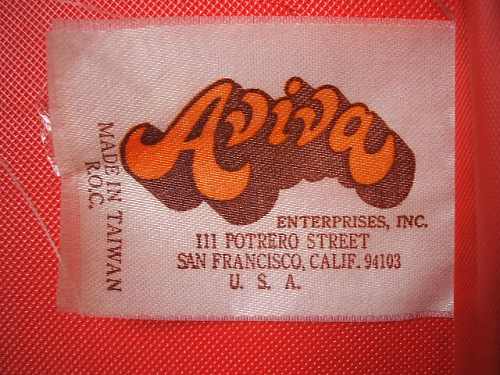 Aviva
ENTERPRISES, INC.
111 POTRERO STREET
SAN FRANCISCO, CALIF. 94103
U. S. A.
MADE IN TAIWAN
R.O.C.